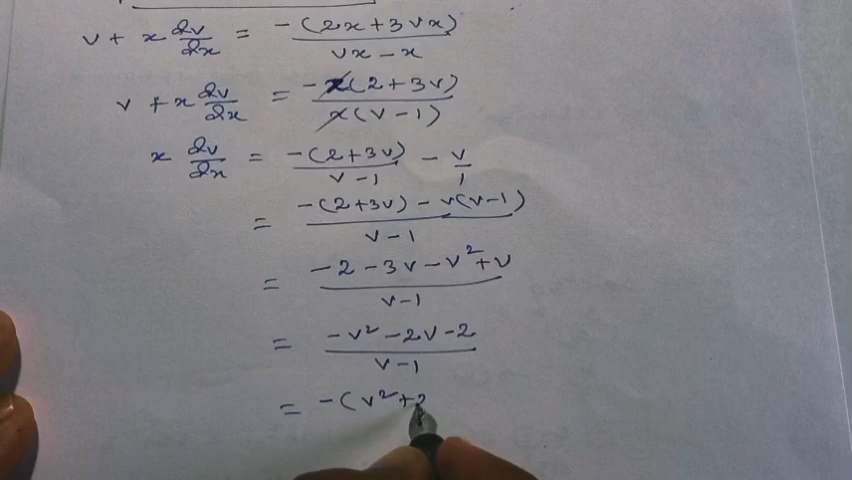 v + x dv/dx = -(2x+3vx)/vx-x
v + x dv/dx = -x(2+3v)/x(v-1)
x dv/dx = -(2+3v)/v-1 - v/1
= -(2+3v) - v(v-1)/v-1
= -2-3v-v²+v/v-1
= -v²-2v-2/v-1
= -(v²+2